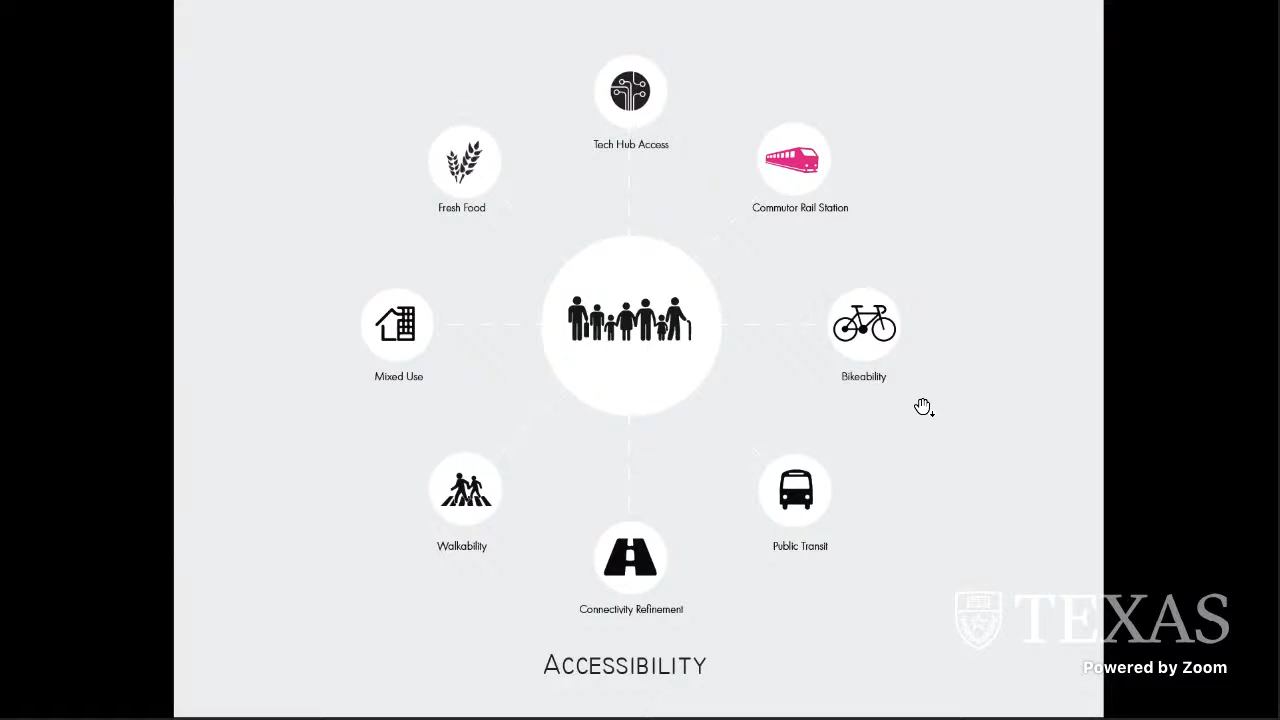 Tech Hub Access
Fresh Food
Commutor Rail Station
Mixed Use
Bikeability
Walkability
Public Transit
Connectivity Refinement
ACCESSIBILITY
TEXAS
Powered by Zoom